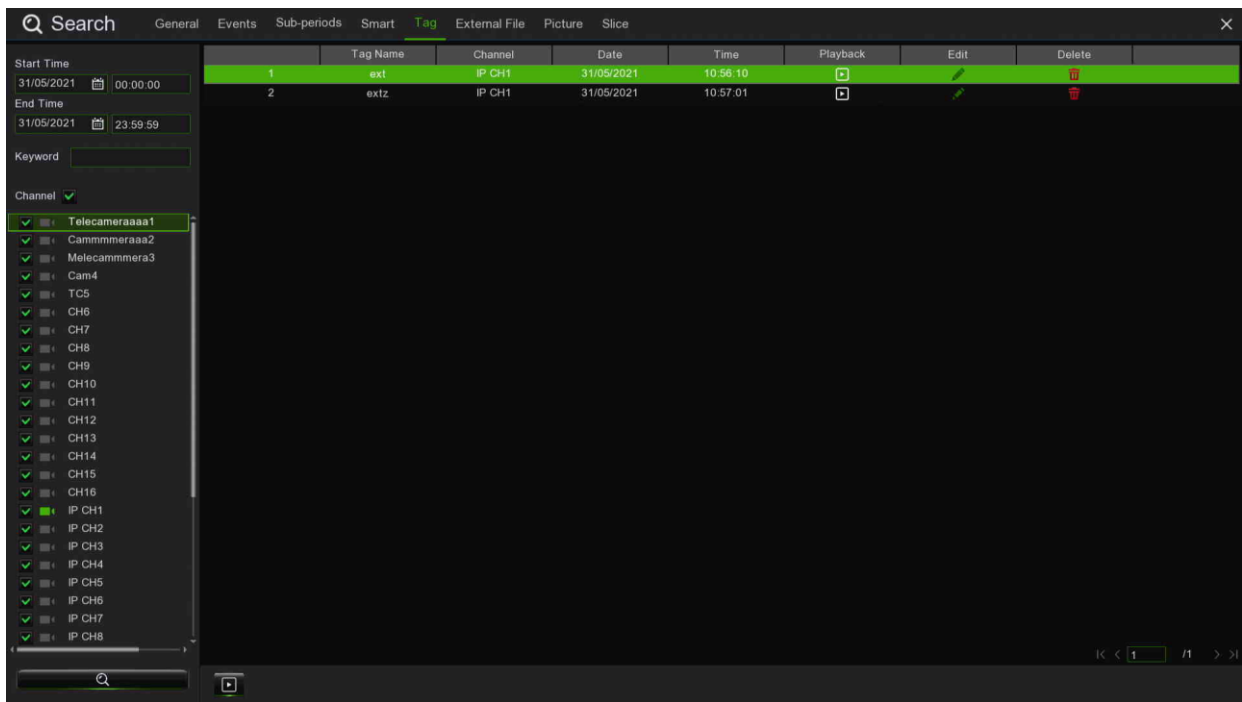 Search General Events Sub-periods Smart Tag External File Picture Slice
Start Time
31/05/2021 00:00:00
End Time
31/05/2021 23:59:59
Keyword
Channel
Telecameraaaa1
Cammmmeraaa2
Melecammmera3
Cam4
TC5
CH6
CH7
CH8
CH9
CH10
CH11
CH12
CH13
CH14
CH15
CH16
IP CH1
IP CH2
IP CH3
IP CH4
IP CH5
IP CH6
IP CH7
IP CH8
Tag Name Channel Date Time Playback Edit Delete
1 ext IP CH1 31/05/2021 10:56:10
2 extz IP CH1 31/05/2021 10:57:01
1 /1